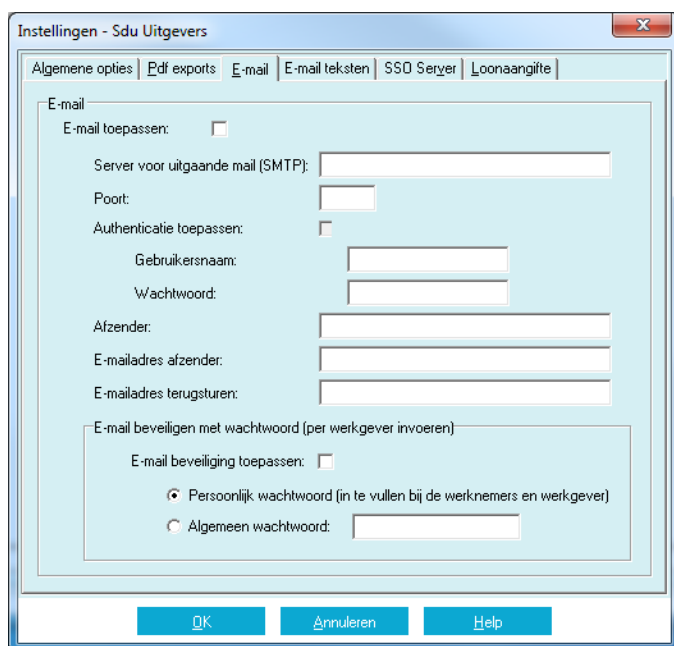 Instellingen - Sdu Uitgevers
Algemene opties Pdf exports E-mail E-mail teksten SSO Server Loonaangifte
E-mail
E-mail toepassen:
Server voor uitgaande mail (SMTP):
Poort:
Authenticatie toepassen:
Gebruikersnaam:
Wachtwoord:
Afzender:
E-mailadres afzender:
E-mailadres terugsturen:
E-mail beveiligen met wachtwoord (per werkgever invoeren)
E-mail beveiliging toepassen:
Persoonlijk wachtwoord (in te vullen bij de werknemers en werkgever)
Algemeen wachtwoord:
OK Annuleren Help